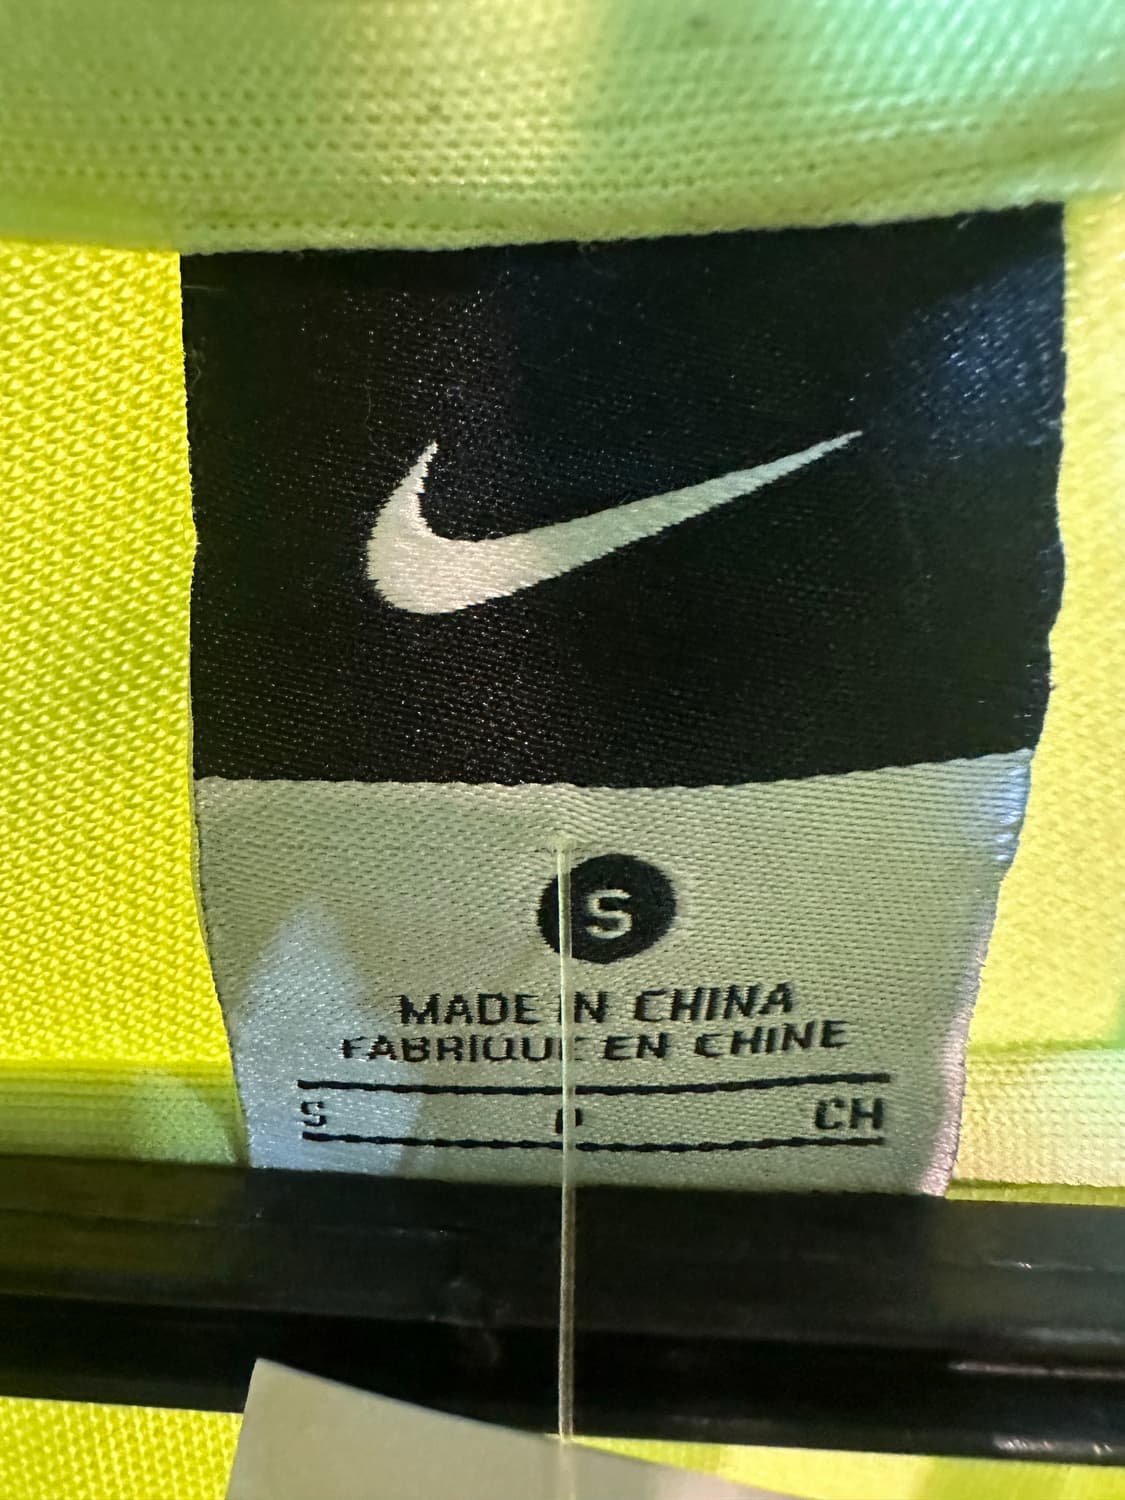 S
MADE IN CHINA
FABRIQUE EN CHINE
S P CH